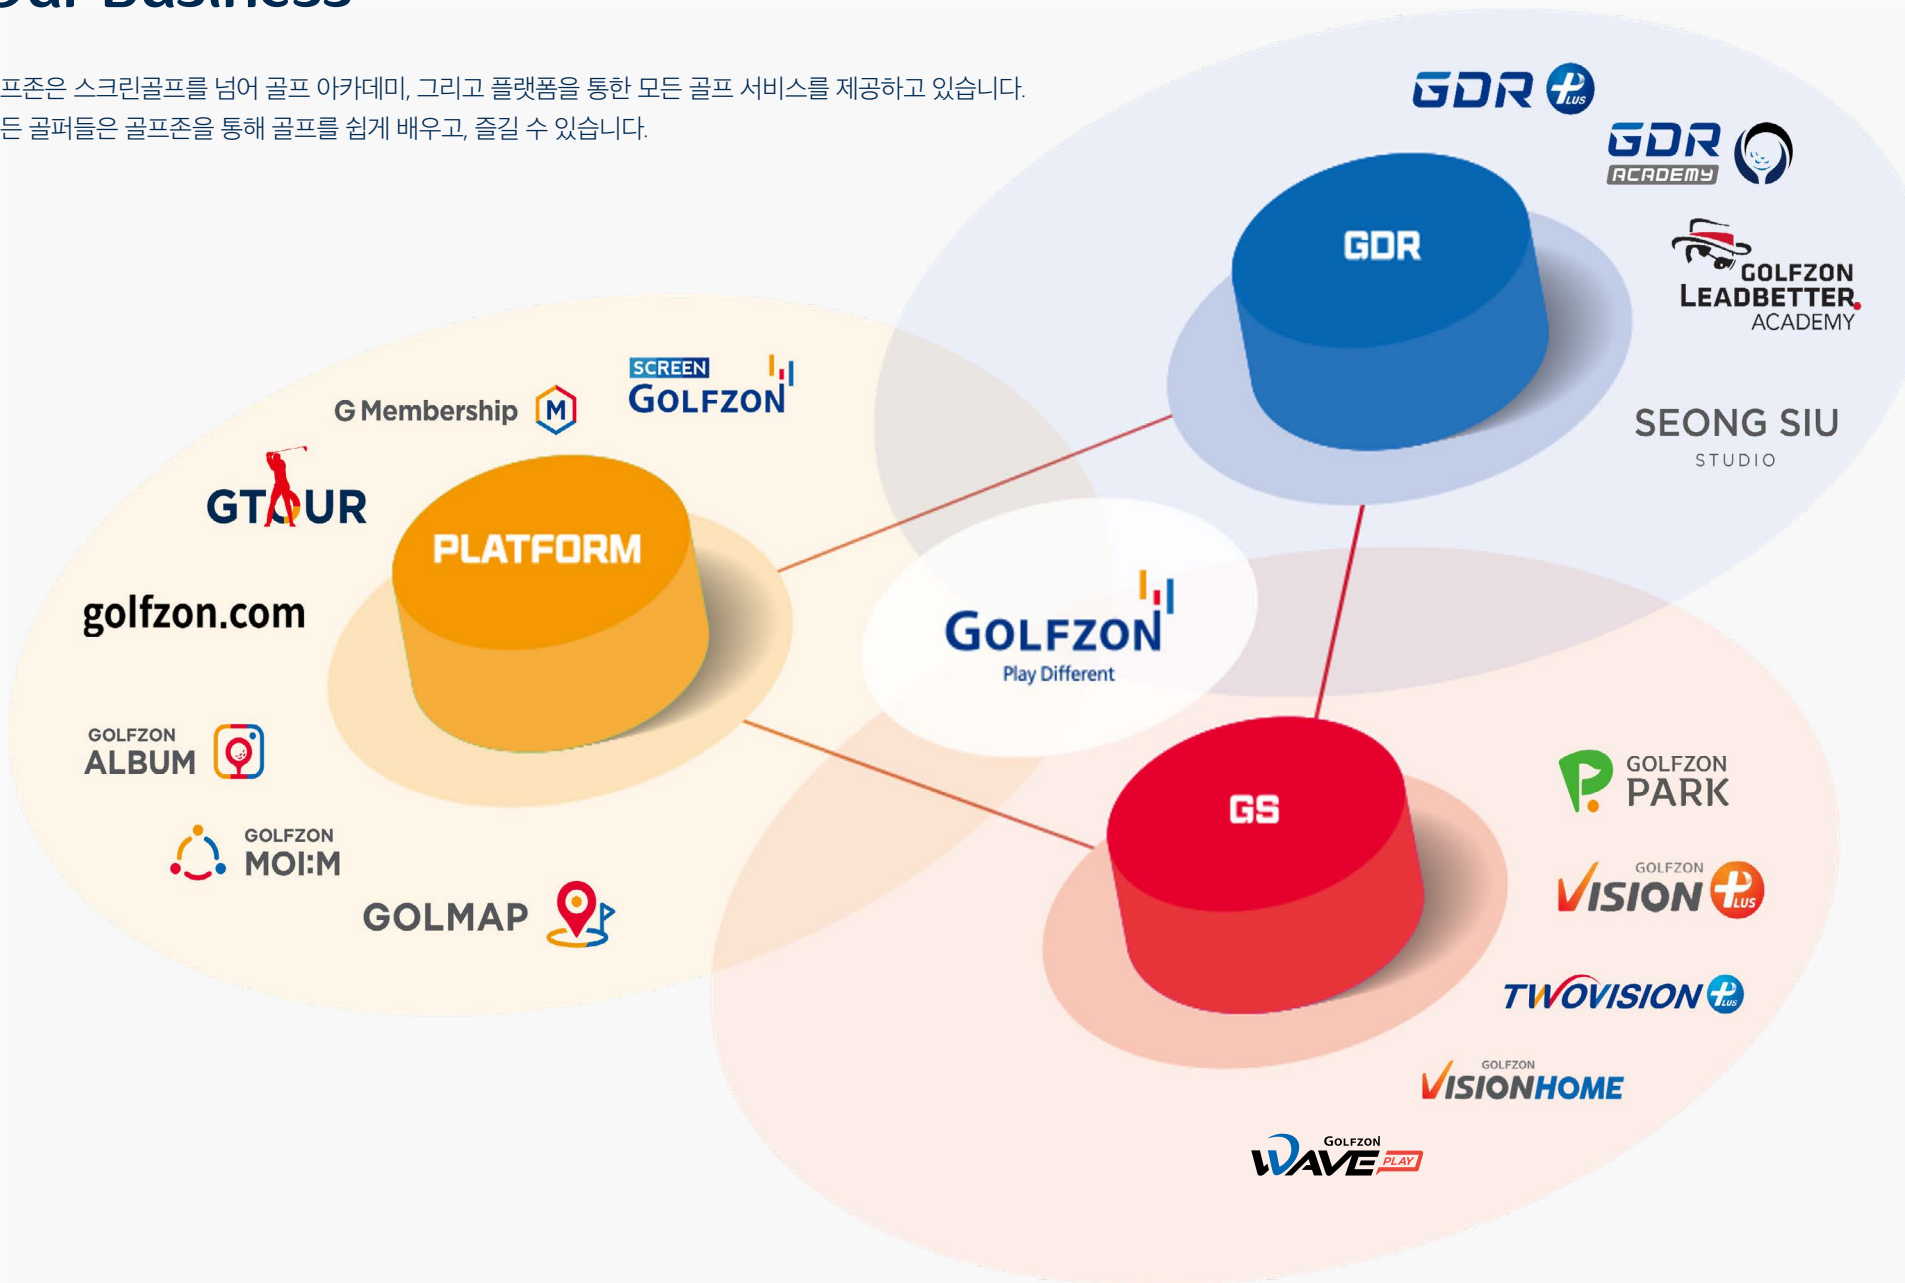 Our Business
프존은 스크린골프를 넘어 골프 아카데미, 그리고 플랫폼을 통한 모든 골프 서비스를 제공하고 있습니다.
든 골퍼들은 골프존을 통해 골프를 쉽게 배우고, 즐길 수 있습니다.
GDR PLUS
GDR
ACADEMY
GDR
GOLFZON
LEADBETTER.
ACADEMY
SEONG SIU
STUDIO
SCREEN
GOLFZON
G Membership M
GTOUR
PLATFORM
golfzon.com
GOLFZON
Play Different
GOLFZON
ALBUM
GOLFZON
MOI:M
GOLMAP
GS
GOLFZON
PARK
GOLFZON
VISION PLUS
TWOVISION PLUS
GOLFZON
VISIONHOME
GOLFZON
WAVE PLAY